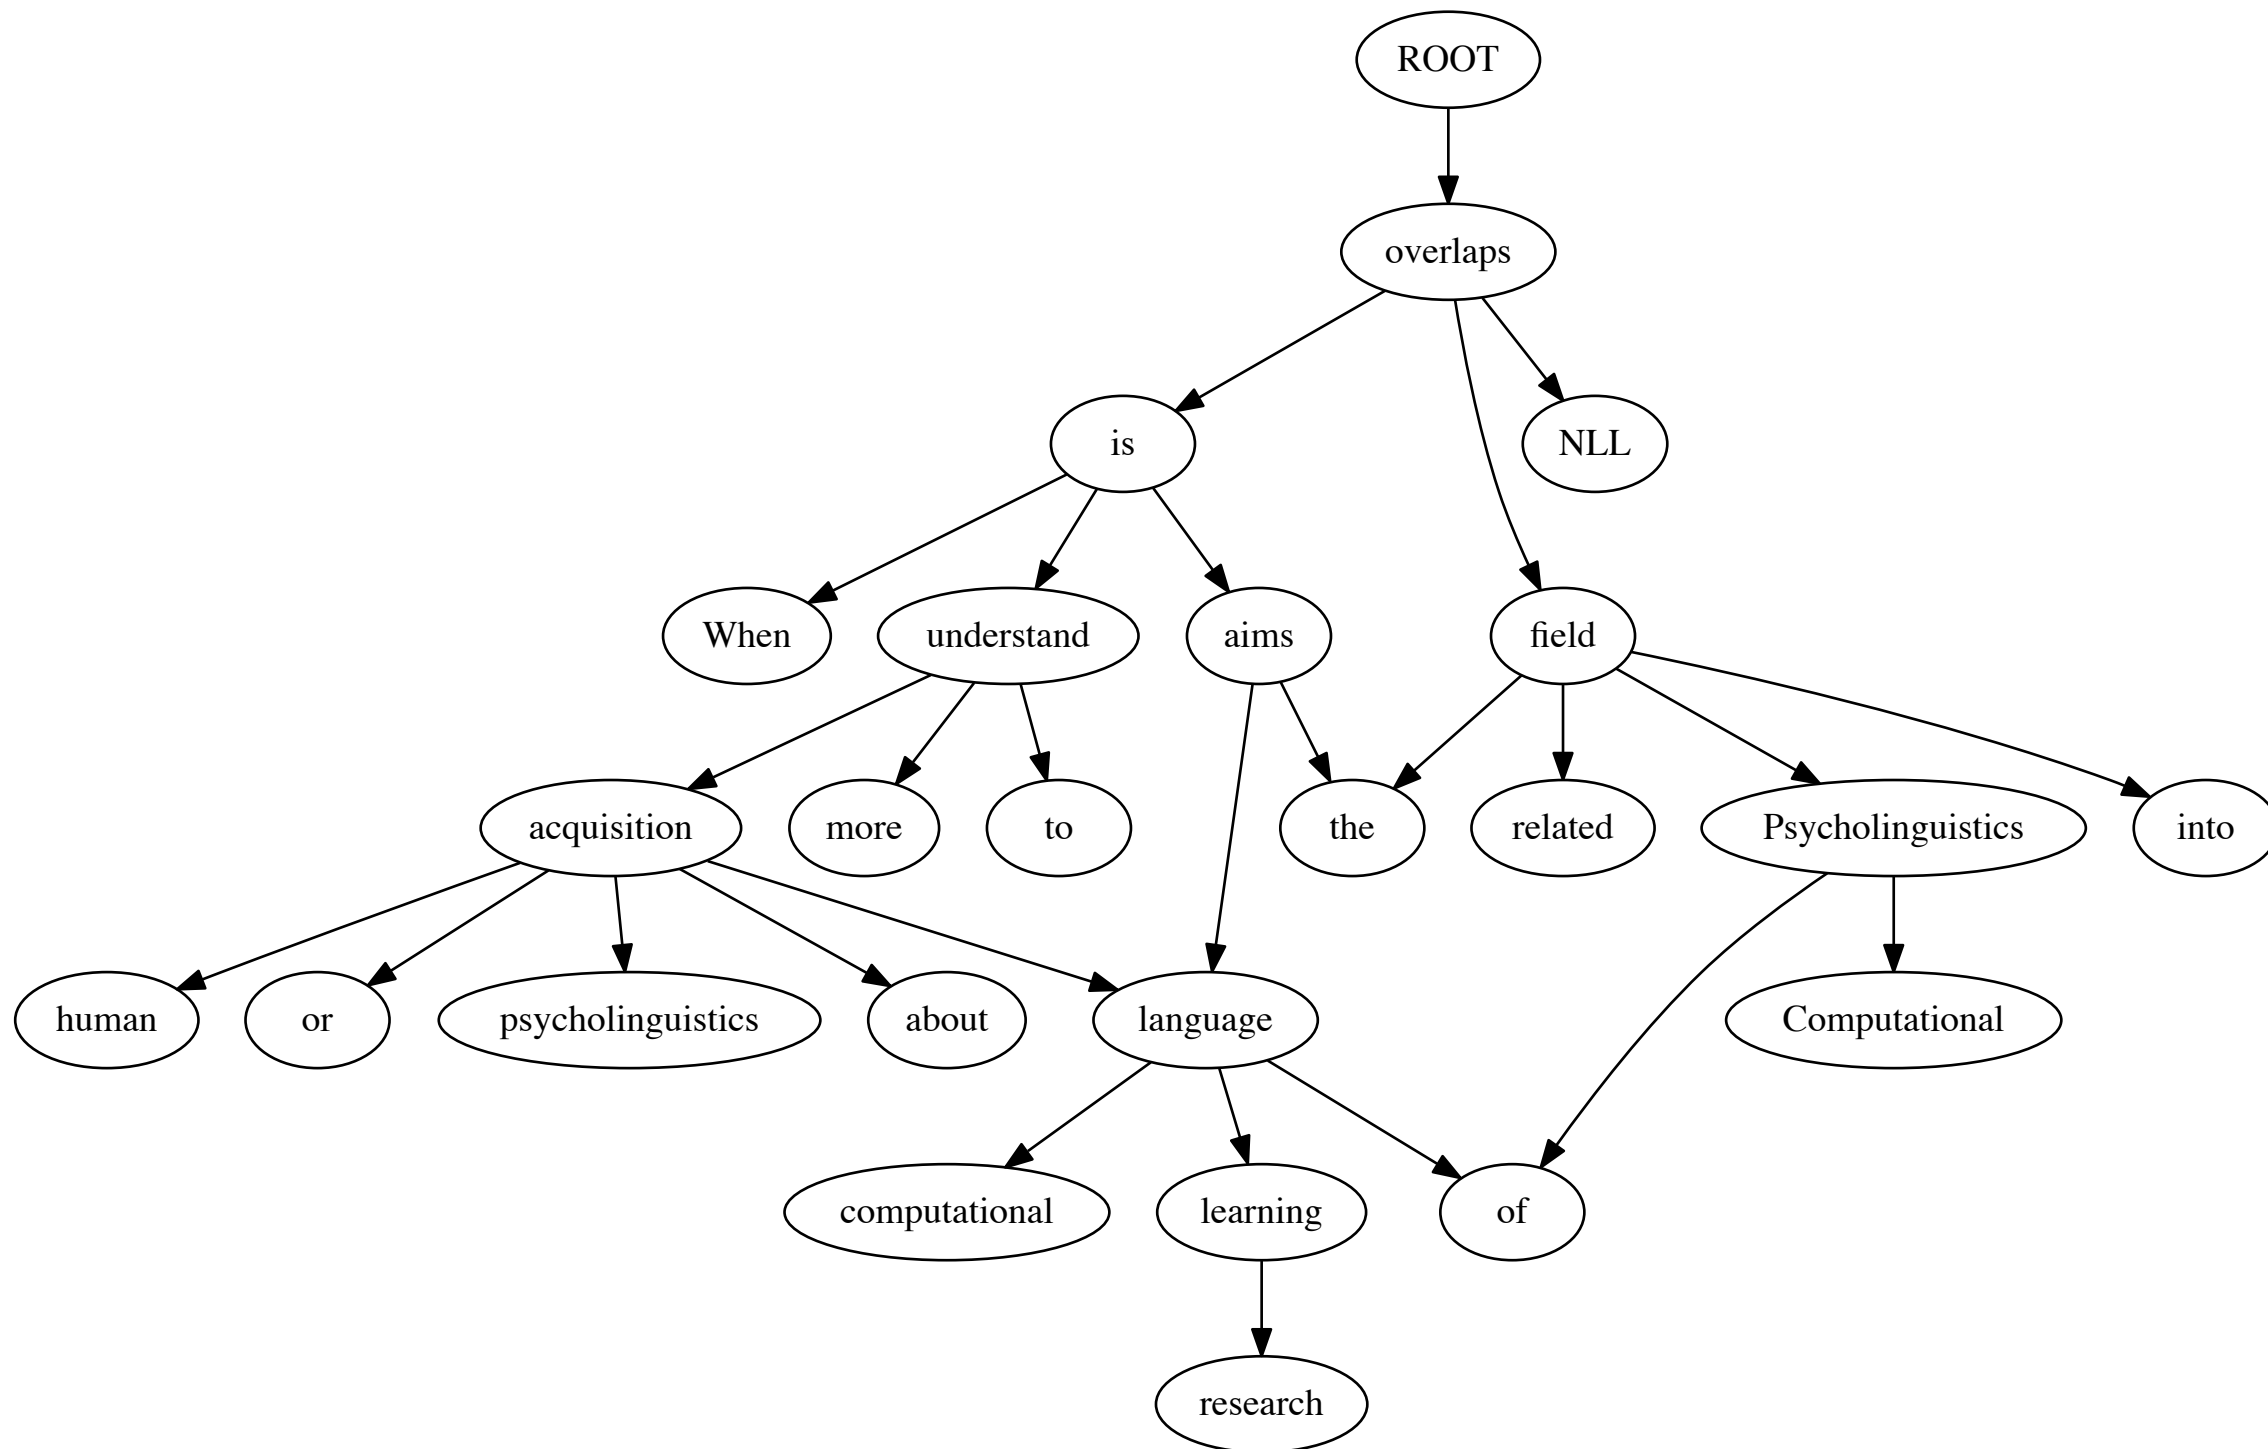 ROOT
overlaps
is
NLL
When
understand
aims
field
acquisition
more
to
the
related
Psycholinguistics
into
human
or
psycholinguistics
about
language
Computational
computational
learning
of
research